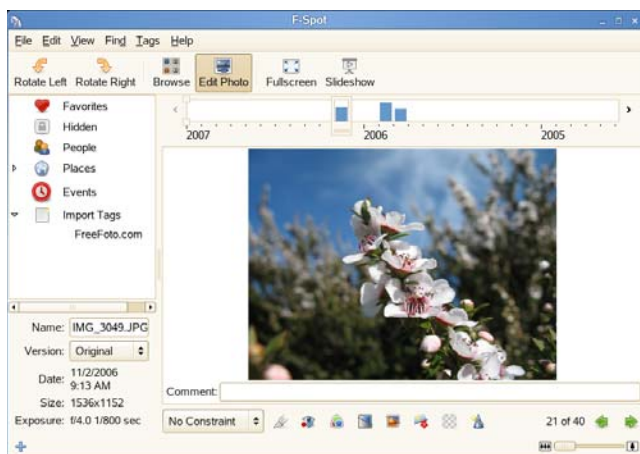 F-Spot
File Edit View Find Tags Help
Rotate Left Rotate Right Browse Edit Photo Fullscreen Slideshow
Favorites
Hidden
People
Places
Events
Import Tags
FreeFoto.com
2007 2006 2005
Name: IMG_3049.JPG
Version: Original
Date: 11/2/2006
9:13 AM
Size: 1536x1152
Exposure: f/4.0 1/800 sec
Comment:
No Constraint
21 of 40